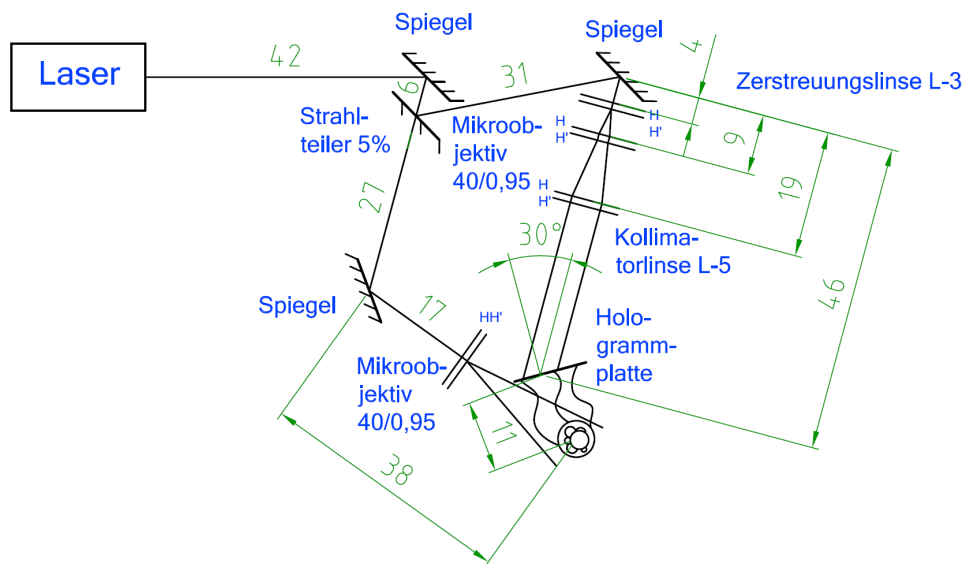 Spiegel
Spiegel
42
4
Laser
31
Zerstreuungslinse L-3
6
Strahl-
teiler 5%
Mikroob-
jektiv
40/0,95
H
H'
H
H'
9
19
27
H
H'
30°
Kollima-
torlinse L-5
46
Spiegel
17
HH'
Holo-
gramm-
platte
Mikroob-
jektiv
40/0,95
11
38